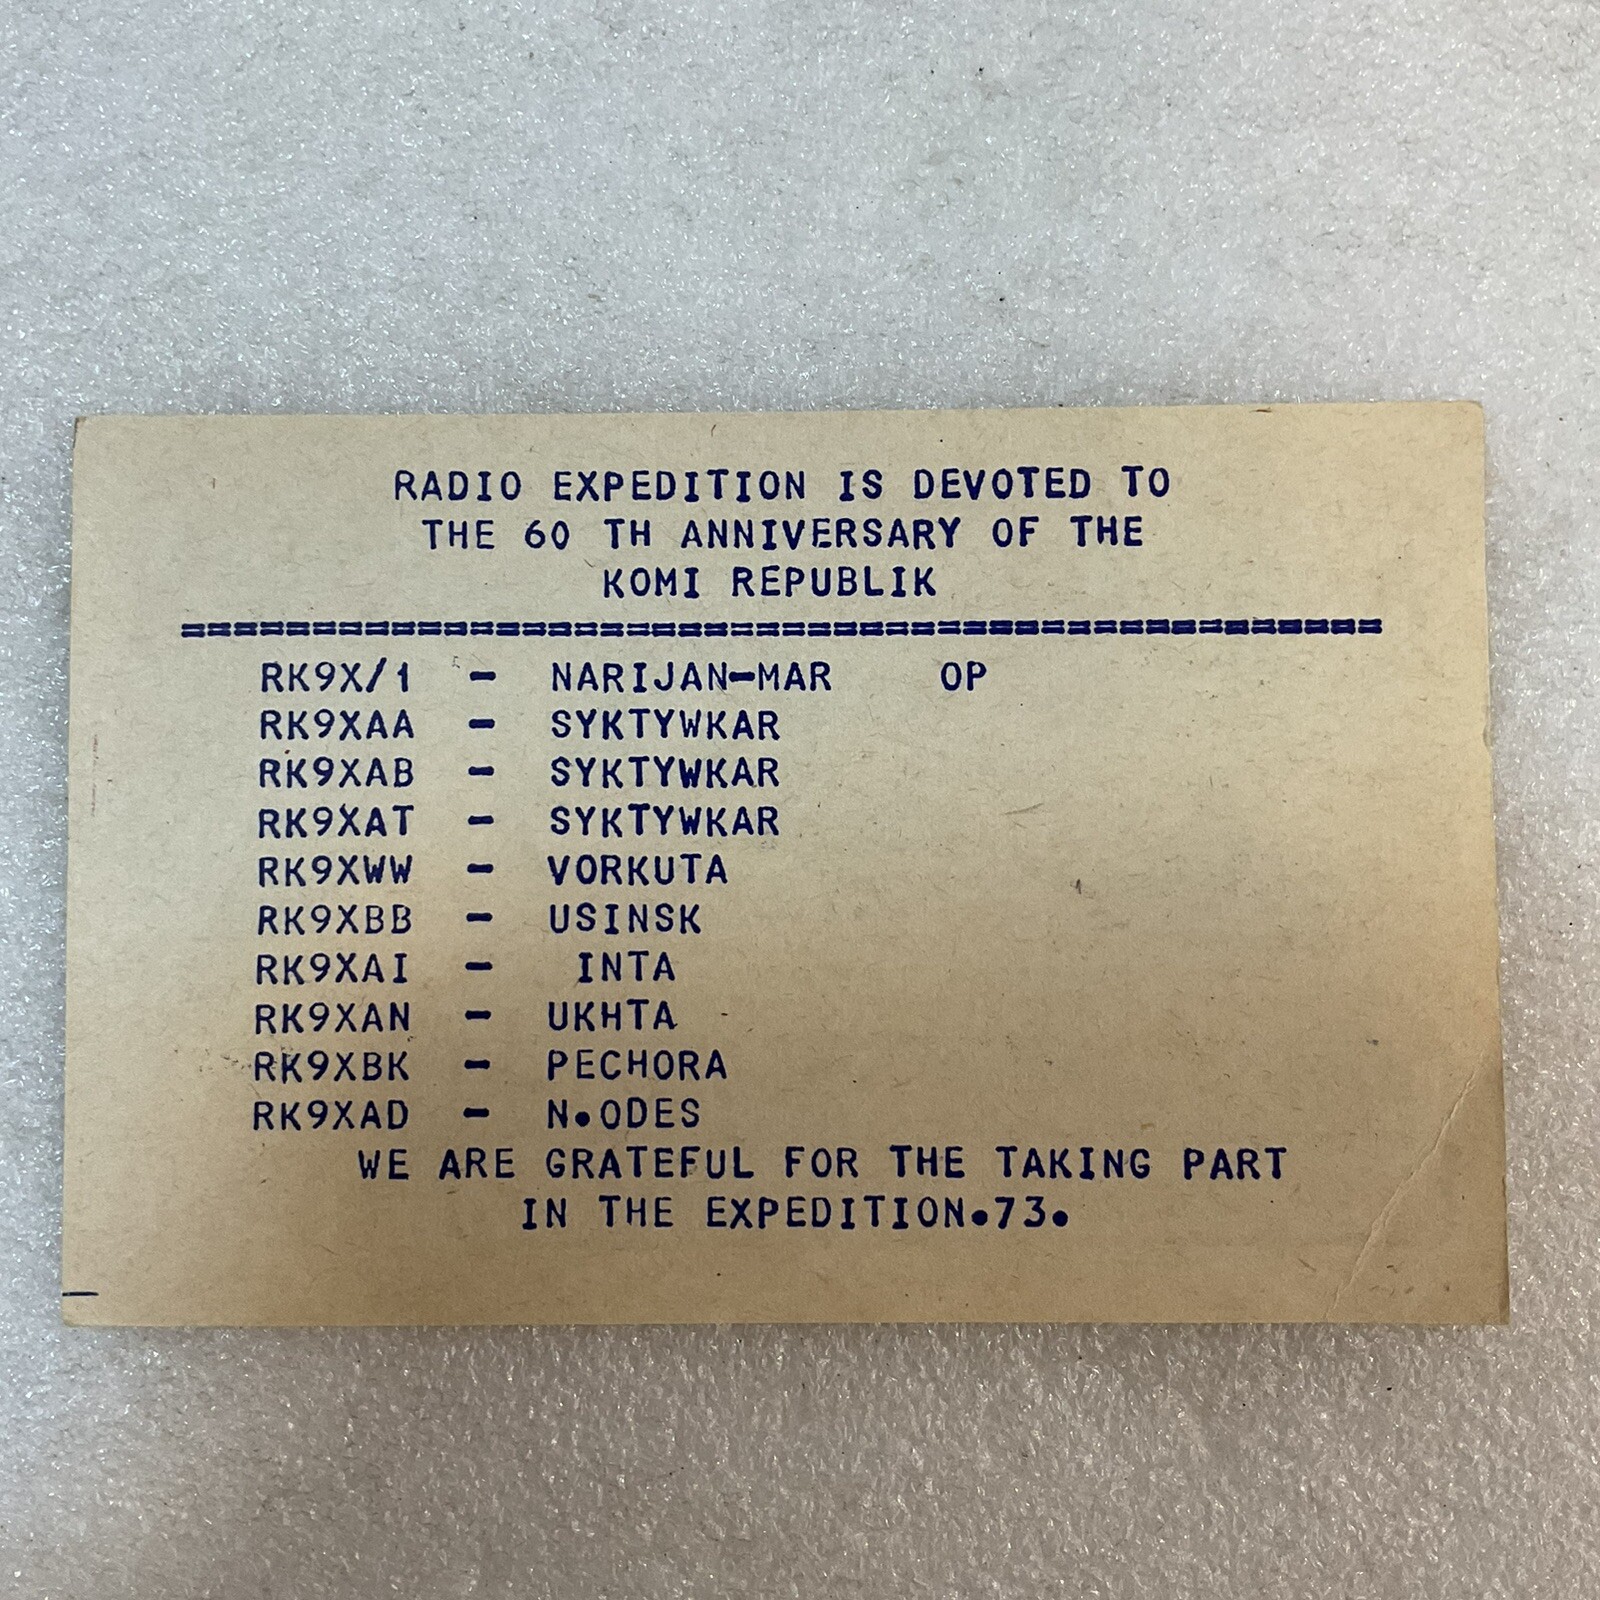 RADIO EXPEDITION IS DEVOTED TO
THE 60 TH ANNIVERSARY OF THE
KOMI REPUBLIK
===============================================
RK9X/1 - NARIJAN-MAR OP
RK9XAA - SYKTYWKAR
RK9XAB - SYKTYWKAR
RK9XAT - SYKTYWKAR
RK9XWW - VORKUTA
RK9XBB - USINSK
RK9XAI - INTA
RK9XAN - UKHTA
RK9XBK - PECHORA
RK9XAD - N.ODES
WE ARE GRATEFUL FOR THE TAKING PART
IN THE EXPEDITION.73.